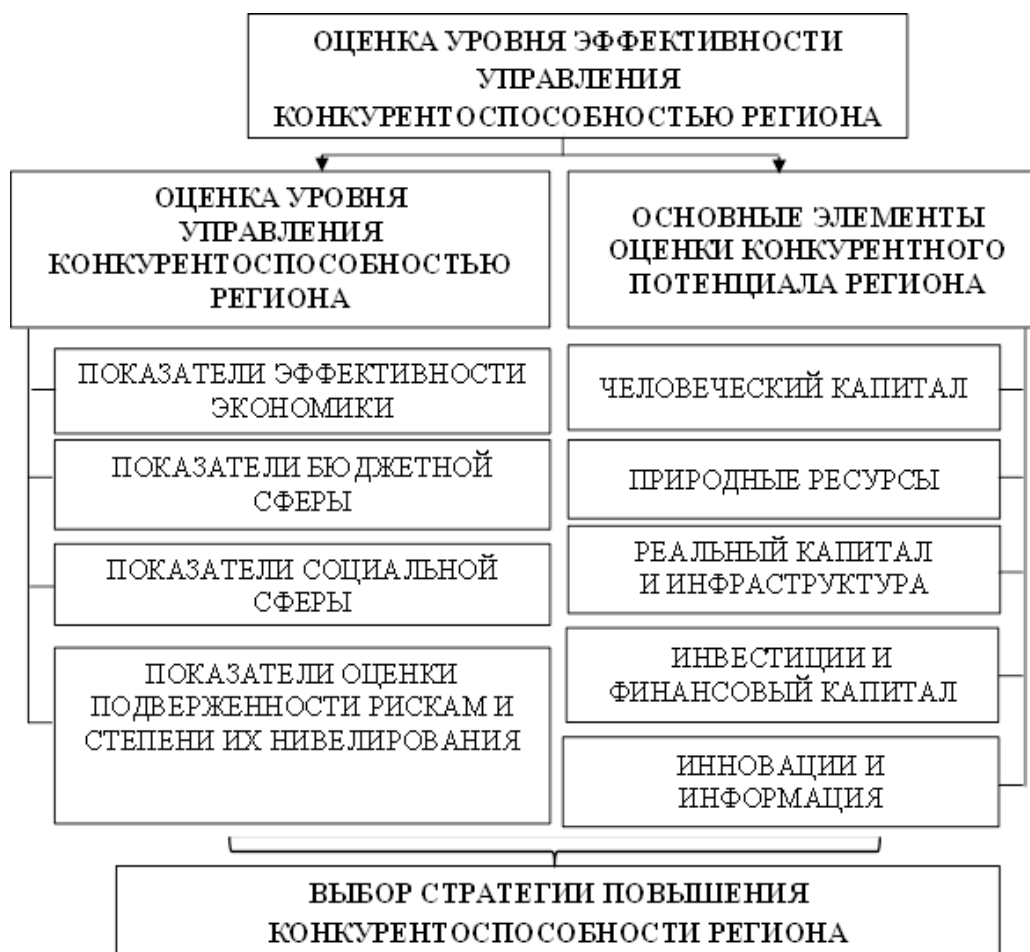 ОЦЕНКА УРОВНЯ ЭФФЕКТИВНОСТИ
УПРАВЛЕНИЯ
КОНКУРЕНТОСПОСОБНОСТЬЮ РЕГИОНА
ОЦЕНКА УРОВНЯ
УПРАВЛЕНИЯ
КОНКУРЕНТОСПОСОБНОСТЬЮ
РЕГИОНА
ПОКАЗАТЕЛИ ЭФФЕКТИВНОСТИ
ЭКОНОМИКИ
ПОКАЗАТЕЛИ БЮДЖЕТНОЙ
СФЕРЫ
ПОКАЗАТЕЛИ СОЦИАЛЬНОЙ
СФЕРЫ
ПОКАЗАТЕЛИ ОЦЕНКИ
ПОДВЕРЖЕННОСТИ РИСКАМ И
СТЕПЕНИ ИХ НИВЕЛИРОВАНИЯ
ОСНОВНЫЕ ЭЛЕМЕНТЫ
ОЦЕНКИ КОНКУРЕНТНОГО
ПОТЕНЦИАЛА РЕГИОНА
ЧЕЛОВЕЧЕСКИЙ КАПИТАЛ
ПРИРОДНЫЕ РЕСУРСЫ
РЕАЛЬНЫЙ КАПИТАЛ
И ИНФРАСТРУКТУРА
ИНВЕСТИЦИИ И
ФИНАНСОВЫЙ КАПИТАЛ
ИННОВАЦИИ И
ИНФОРМАЦИЯ
ВЫБОР СТРАТЕГИИ ПОВЫШЕНИЯ
КОНКУРЕНТОСПОСОБНОСТИ РЕГИОНА